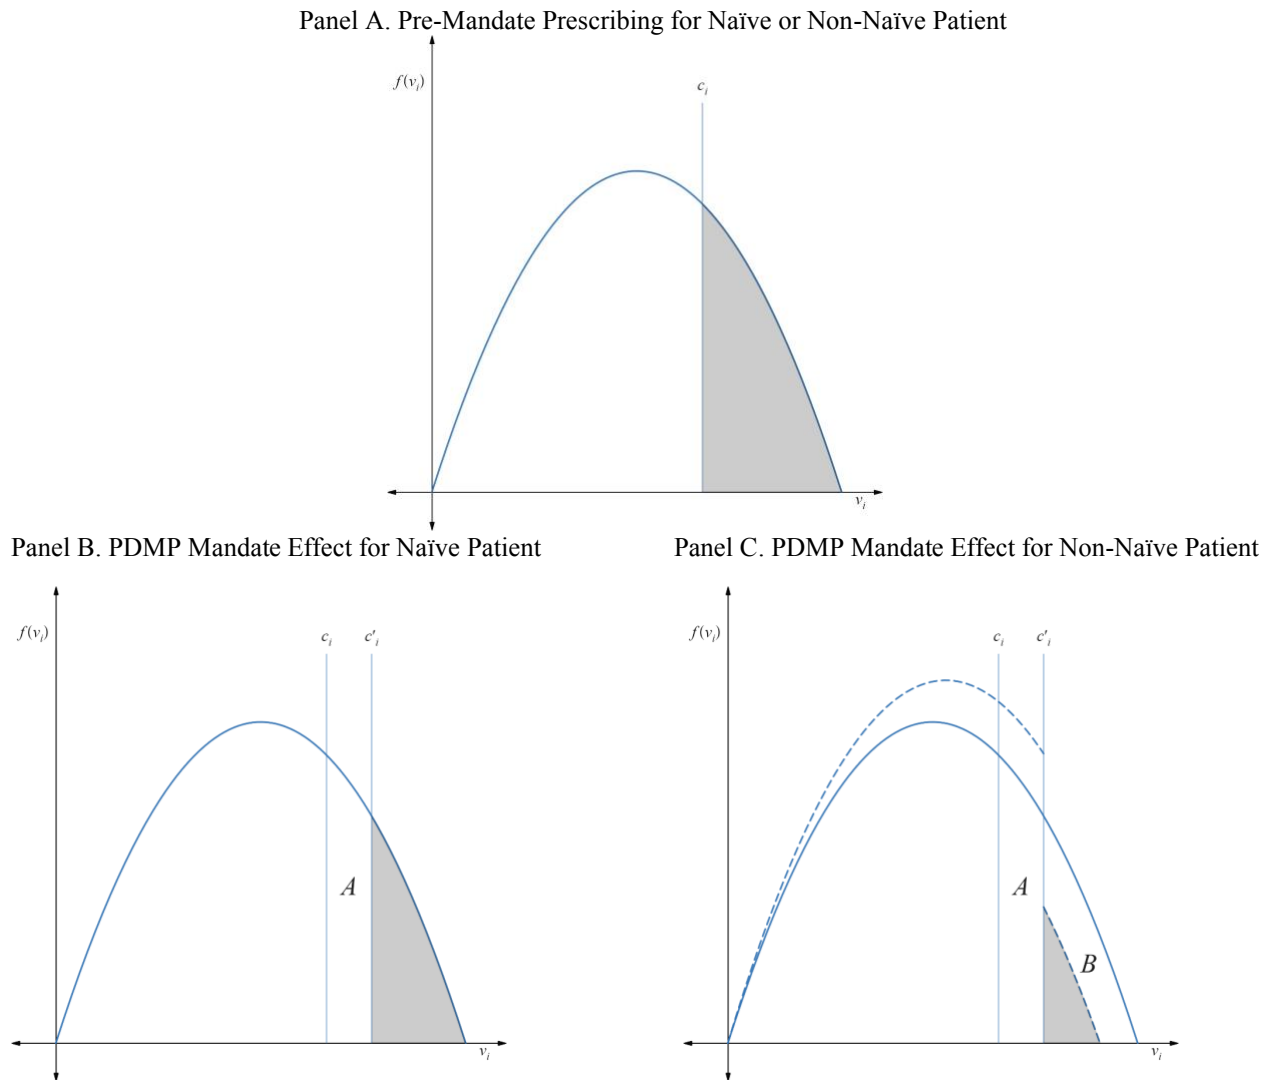 Panel A. Pre-Mandate Prescribing for Naïve or Non-Naïve Patient
f(vᵢ)
cᵢ
vᵢ
Panel B. PDMP Mandate Effect for Naïve Patient
Panel C. PDMP Mandate Effect for Non-Naïve Patient
f(vᵢ)
cᵢ
c'ᵢ
A
vᵢ
f(vᵢ)
cᵢ
c'ᵢ
A
B
vᵢ